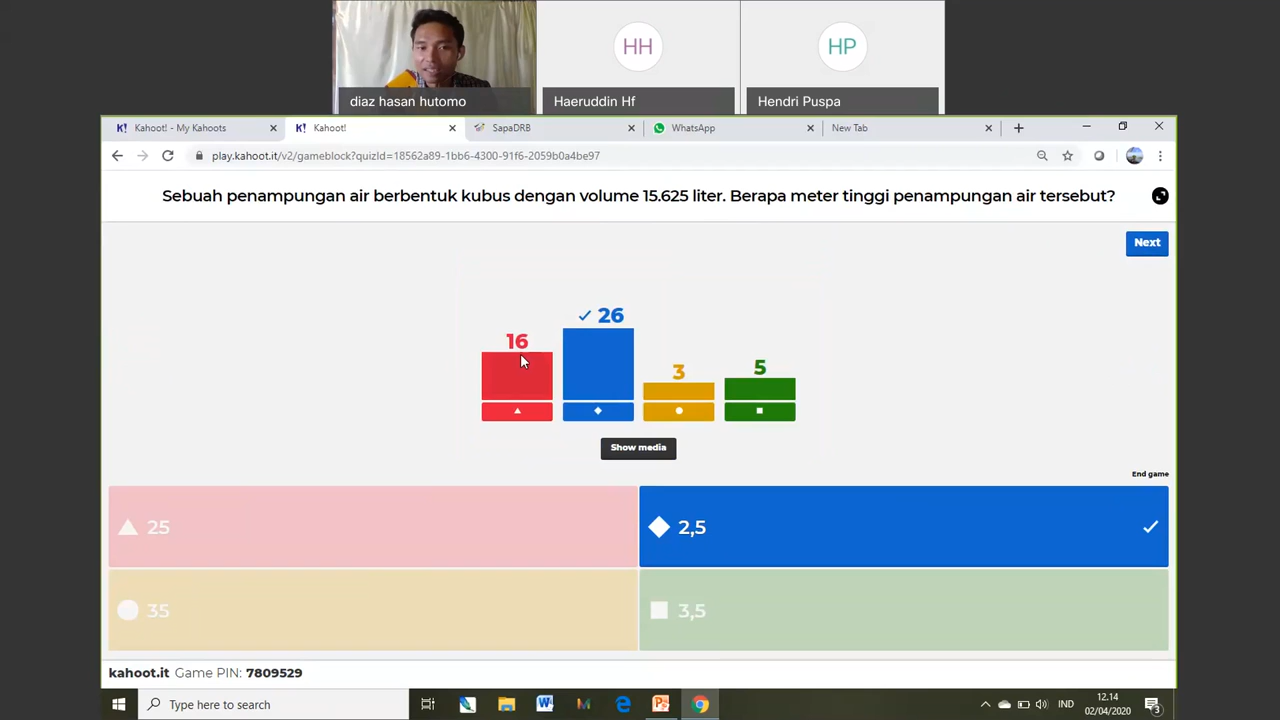 HH
HP
diaz hasan hutomo
Haeruddin Hf
Hendri Puspa
K! Kahoot! - My Kahoots
K! Kahoot!
SapaDRB
WhatsApp
New Tab
play.kahoot.it/v2/gameblock?quizId=18562a89-1bb6-4300-91f6-2059b0a4be97
Sebuah penampungan air berbentuk kubus dengan volume 15.625 liter. Berapa meter tinggi penampungan air tersebut?
Next
16
26
3
5
Show media
End game
25
2,5
35
3,5
kahoot.it Game PIN: 7809529
Type here to search
IND
12.14
02/04/2020
3